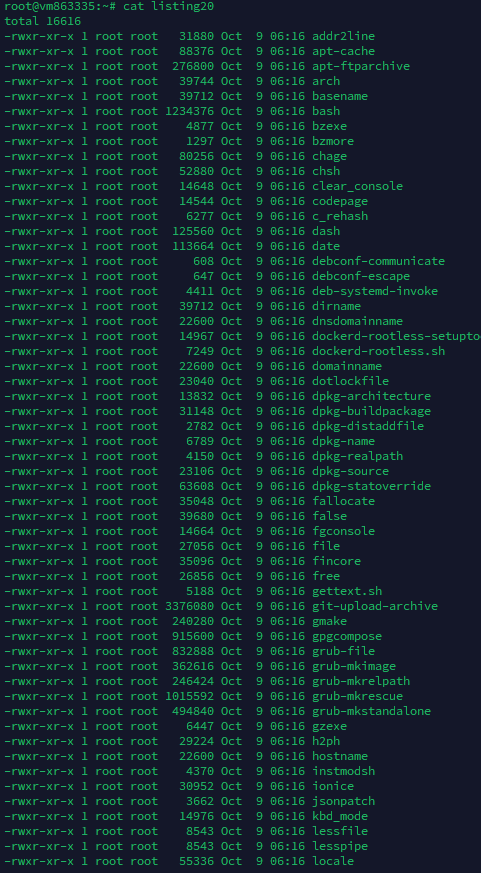 root@vm863335:~# cat listing20
total 16616
-rwxr-xr-x 1 root root   31880 Oct  9 06:16 addr2line
-rwxr-xr-x 1 root root   88376 Oct  9 06:16 apt-cache
-rwxr-xr-x 1 root root  276800 Oct  9 06:16 apt-ftparchive
-rwxr-xr-x 1 root root   39744 Oct  9 06:16 arch
-rwxr-xr-x 1 root root   39712 Oct  9 06:16 basename
-rwxr-xr-x 1 root root 1234376 Oct  9 06:16 bash
-rwxr-xr-x 1 root root    4877 Oct  9 06:16 bzexe
-rwxr-xr-x 1 root root    1297 Oct  9 06:16 bzmore
-rwxr-xr-x 1 root root   80256 Oct  9 06:16 chage
-rwxr-xr-x 1 root root   52880 Oct  9 06:16 chsh
-rwxr-xr-x 1 root root   14648 Oct  9 06:16 clear_console
-rwxr-xr-x 1 root root   14544 Oct  9 06:16 codepage
-rwxr-xr-x 1 root root    6277 Oct  9 06:16 c_rehash
-rwxr-xr-x 1 root root  125560 Oct  9 06:16 dash
-rwxr-xr-x 1 root root  113664 Oct  9 06:16 date
-rwxr-xr-x 1 root root     608 Oct  9 06:16 debconf-communicate
-rwxr-xr-x 1 root root     647 Oct  9 06:16 debconf-escape
-rwxr-xr-x 1 root root    4411 Oct  9 06:16 deb-systemd-invoke
-rwxr-xr-x 1 root root   39712 Oct  9 06:16 dirname
-rwxr-xr-x 1 root root   22600 Oct  9 06:16 dnsdomainname
-rwxr-xr-x 1 root root   14967 Oct  9 06:16 dockerd-rootless-setupto
-rwxr-xr-x 1 root root    7249 Oct  9 06:16 dockerd-rootless.sh
-rwxr-xr-x 1 root root   22600 Oct  9 06:16 domainname
-rwxr-xr-x 1 root root   23040 Oct  9 06:16 dotlockfile
-rwxr-xr-x 1 root root   13832 Oct  9 06:16 dpkg-architecture
-rwxr-xr-x 1 root root   31148 Oct  9 06:16 dpkg-buildpackage
-rwxr-xr-x 1 root root    2782 Oct  9 06:16 dpkg-distaddfile
-rwxr-xr-x 1 root root    6789 Oct  9 06:16 dpkg-name
-rwxr-xr-x 1 root root    4150 Oct  9 06:16 dpkg-realpath
-rwxr-xr-x 1 root root   23106 Oct  9 06:16 dpkg-source
-rwxr-xr-x 1 root root   63608 Oct  9 06:16 dpkg-statoverride
-rwxr-xr-x 1 root root   35048 Oct  9 06:16 fallocate
-rwxr-xr-x 1 root root   39680 Oct  9 06:16 false
-rwxr-xr-x 1 root root   14664 Oct  9 06:16 fgconsole
-rwxr-xr-x 1 root root   27056 Oct  9 06:16 file
-rwxr-xr-x 1 root root   35096 Oct  9 06:16 fincore
-rwxr-xr-x 1 root root   26856 Oct  9 06:16 free
-rwxr-xr-x 1 root root    5188 Oct  9 06:16 gettext.sh
-rwxr-xr-x 1 root root 3376080 Oct  9 06:16 git-upload-archive
-rwxr-xr-x 1 root root  240280 Oct  9 06:16 gmake
-rwxr-xr-x 1 root root  915600 Oct  9 06:16 gpgcompose
-rwxr-xr-x 1 root root  832888 Oct  9 06:16 grub-file
-rwxr-xr-x 1 root root  362616 Oct  9 06:16 grub-mkimage
-rwxr-xr-x 1 root root  246424 Oct  9 06:16 grub-mkrelpath
-rwxr-xr-x 1 root root 1015592 Oct  9 06:16 grub-mkrescue
-rwxr-xr-x 1 root root  494840 Oct  9 06:16 grub-mkstandalone
-rwxr-xr-x 1 root root    6447 Oct  9 06:16 gzexe
-rwxr-xr-x 1 root root   29224 Oct  9 06:16 h2ph
-rwxr-xr-x 1 root root   22600 Oct  9 06:16 hostname
-rwxr-xr-x 1 root root    4370 Oct  9 06:16 instmodsh
-rwxr-xr-x 1 root root   30952 Oct  9 06:16 ionice
-rwxr-xr-x 1 root root    3662 Oct  9 06:16 jsonpatch
-rwxr-xr-x 1 root root   14976 Oct  9 06:16 kbd_mode
-rwxr-xr-x 1 root root    8543 Oct  9 06:16 lessfile
-rwxr-xr-x 1 root root    8543 Oct  9 06:16 lesspipe
-rwxr-xr-x 1 root root   55336 Oct  9 06:16 locale